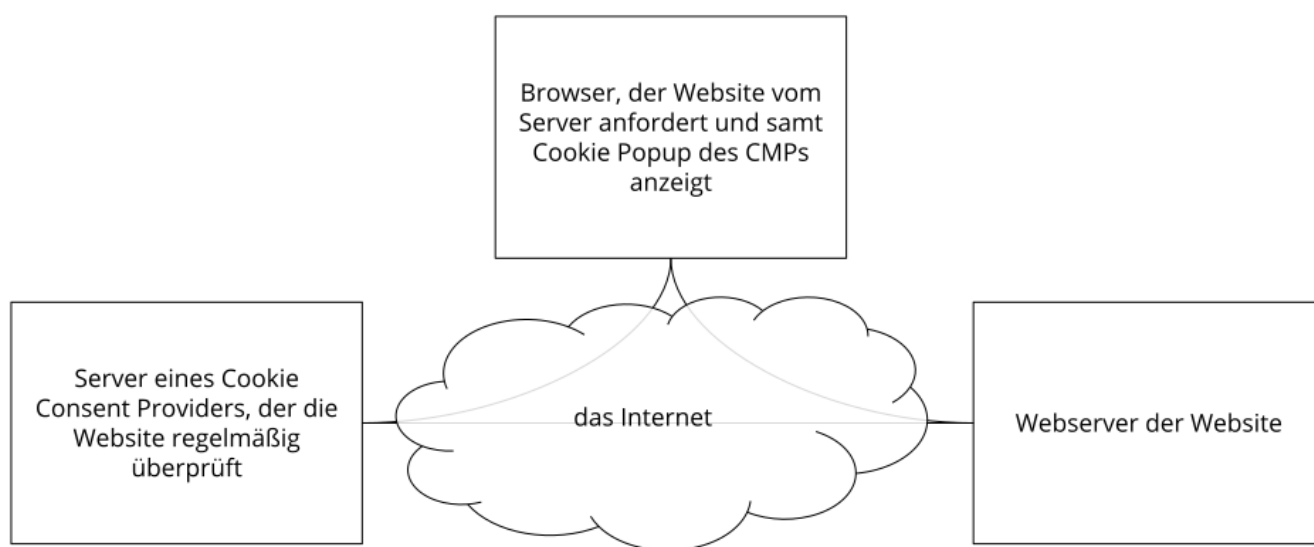 Browser, der Website vom
Server anfordert und samt
Cookie Popup des CMPs
anzeigt
Server eines Cookie
Consent Providers, der die
Website regelmäßig
überprüft
das Internet
Webserver der Website